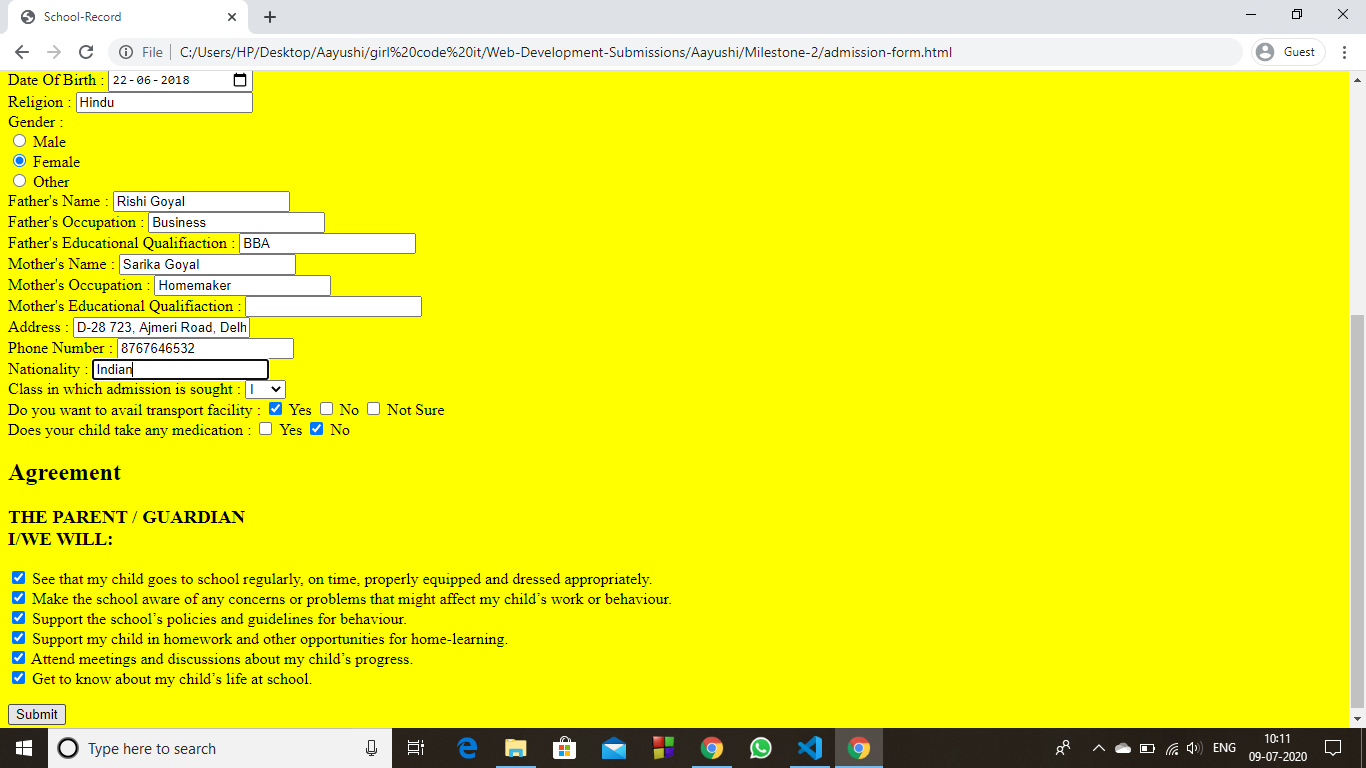 School-Record
File
C:/Users/HP/Desktop/Aayushi/girl%20code%20it/Web-Development-Submissions/Aayushi/Milestone-2/admission-form.html
Guest
Date Of Birth : 22-06-2018
Religion : Hindu
Gender :
Male
Female
Other
Father's Name : Rishi Goyal
Father's Occupation : Business
Father's Educational Qualifiaction : BBA
Mother's Name : Sarika Goyal
Mother's Occupation : Homemaker
Mother's Educational Qualifiaction :
Address : D-28 723, Ajmeri Road, Delh
Phone Number : 8767646532
Nationality : Indian
Class in which admission is sought : I
Do you want to avail transport facility : Yes No Not Sure
Does your child take any medication : Yes No
Agreement
THE PARENT / GUARDIAN
I/WE WILL:
See that my child goes to school regularly, on time, properly equipped and dressed appropriately.
Make the school aware of any concerns or problems that might affect my child’s work or behaviour.
Support the school’s policies and guidelines for behaviour.
Support my child in homework and other opportunities for home-learning.
Attend meetings and discussions about my child’s progress.
Get to know about my child’s life at school.
Submit
Type here to search
ENG
10:11
09-07-2020